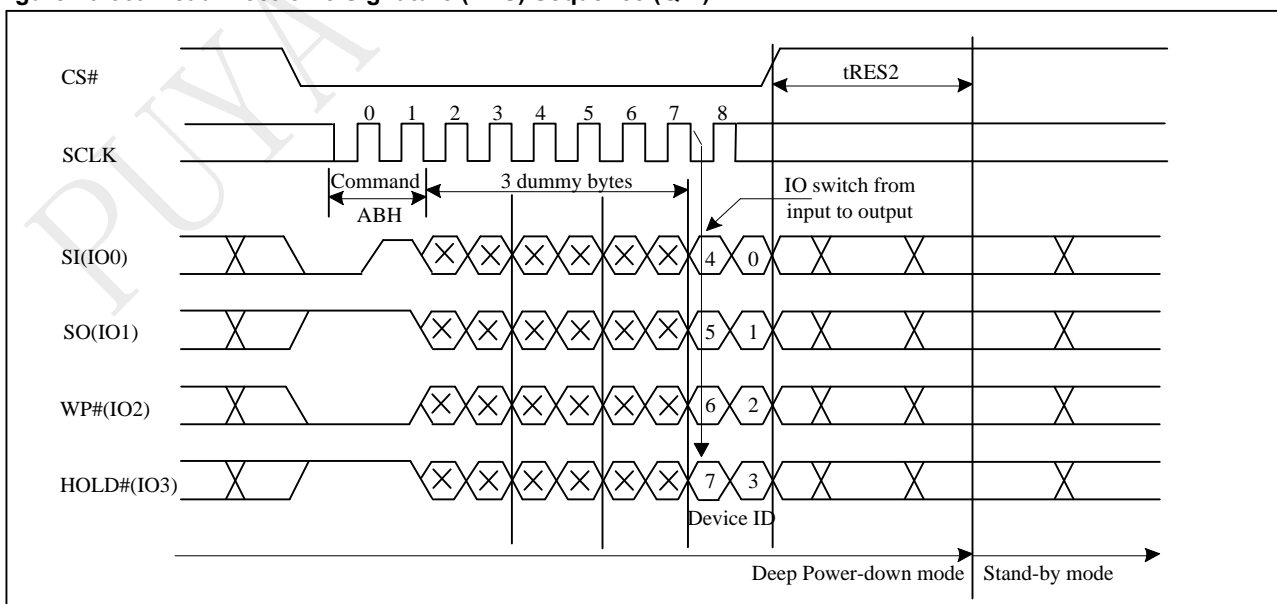 PUYA
CS#
tRES2
0 1 2 3 4 5 6 7 8
SCLK
Command
ABH
3 dummy bytes
IO switch from
input to output
SI(IO0)
4 0
SO(IO1)
5 1
WP#(IO2)
6 2
HOLD#(IO3)
7 3
Device ID
Deep Power-down mode
Stand-by mode